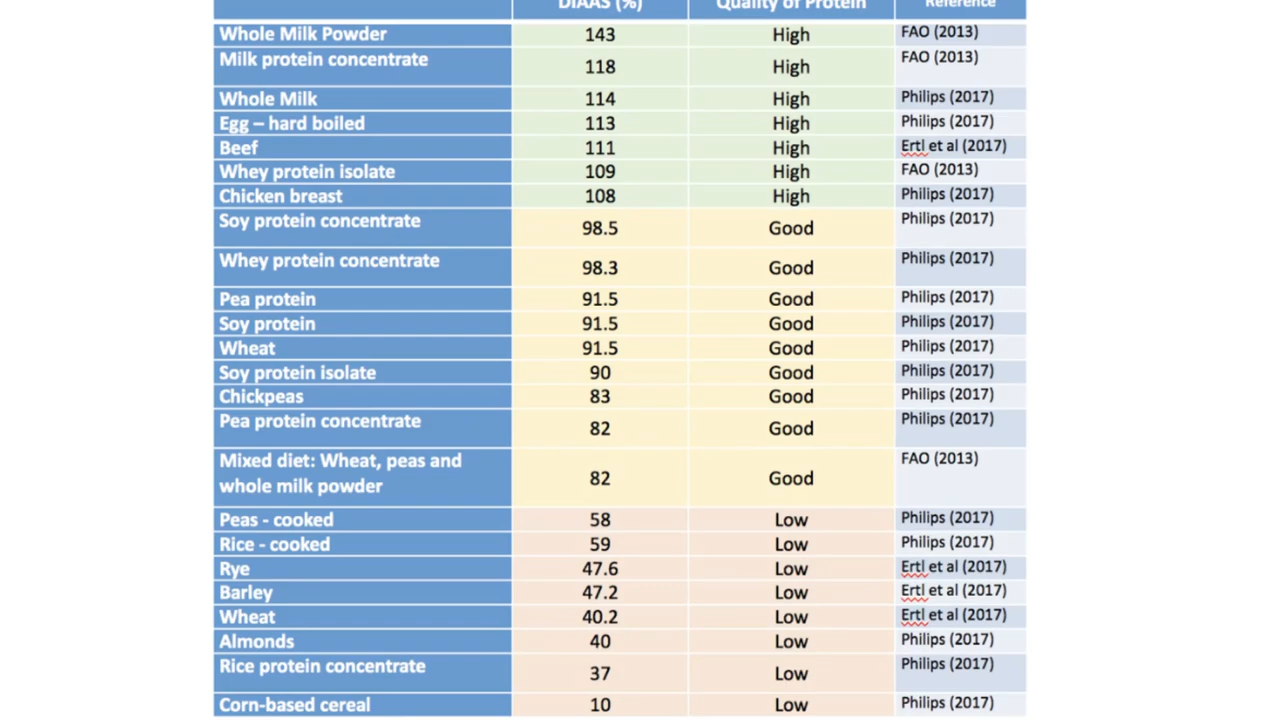 DIAAS (%) Quality of Protein Reference
Whole Milk Powder 143 High FAO (2013)
Milk protein concentrate 118 High FAO (2013)
Whole Milk 114 High Philips (2017)
Egg – hard boiled 113 High Philips (2017)
Beef 111 High Ertl et al (2017)
Whey protein isolate 109 High FAO (2013)
Chicken breast 108 High Philips (2017)
Soy protein concentrate 98.5 Good Philips (2017)
Whey protein concentrate 98.3 Good Philips (2017)
Pea protein 91.5 Good Philips (2017)
Soy protein 91.5 Good Philips (2017)
Wheat 91.5 Good Philips (2017)
Soy protein isolate 90 Good Philips (2017)
Chickpeas 83 Good Philips (2017)
Pea protein concentrate 82 Good Philips (2017)
Mixed diet: Wheat, peas and
whole milk powder 82 Good FAO (2013)
Peas - cooked 58 Low Philips (2017)
Rice - cooked 59 Low Philips (2017)
Rye 47.6 Low Ertl et al (2017)
Barley 47.2 Low Ertl et al (2017)
Wheat 40.2 Low Ertl et al (2017)
Almonds 40 Low Philips (2017)
Rice protein concentrate 37 Low Philips (2017)
Corn-based cereal 10 Low Philips (2017)